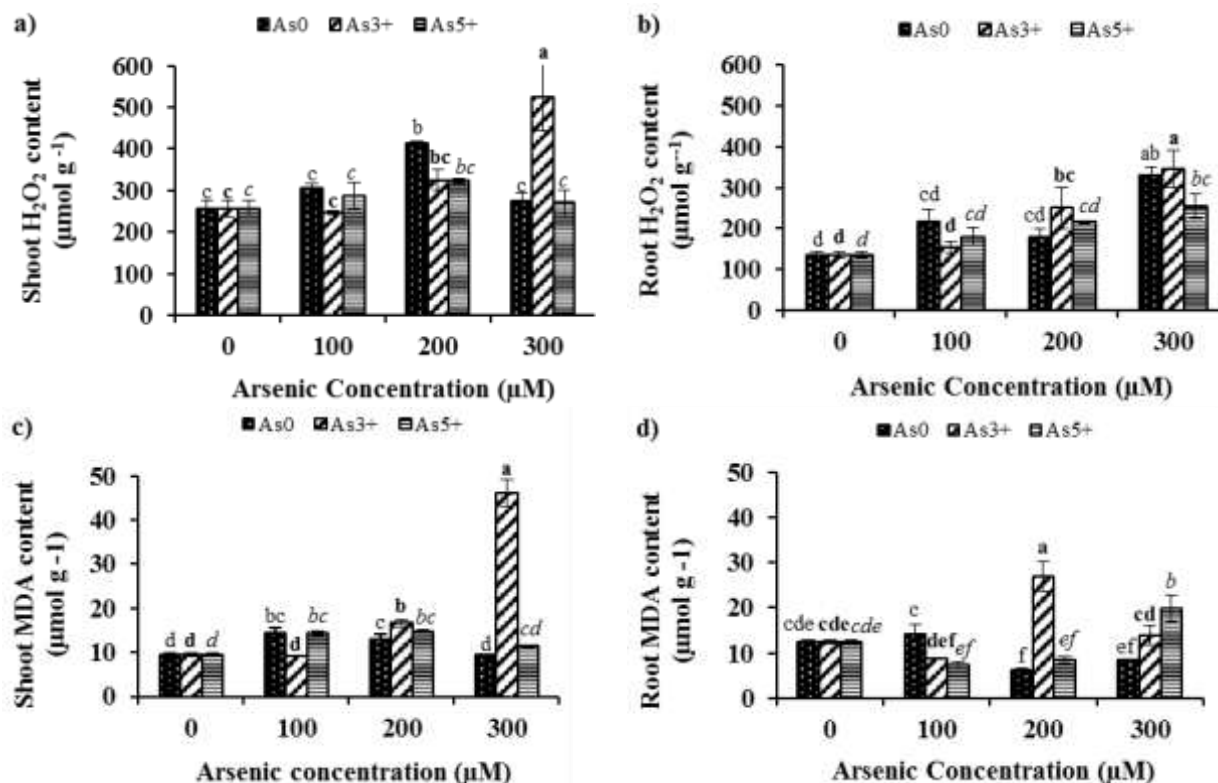 a)
As0 As3+ As5+
Shoot H₂O₂ content
(µmol g⁻¹)
600
500
400
300
200
100
0
c c c
c c c
b bc bc
c a c
0 100 200 300
Arsenic Concentration (µM)
b)
As0 As3+ As5+
Root H₂O₂ content
(µmol g⁻¹)
600
500
400
300
200
100
0
d d d
cd d cd
cd bc cd
ab a bc
0 100 200 300
Arsenic Concentration (µM)
c)
As0 As3+ As5+
Shoot MDA content
(µmol g -1)
50
40
30
20
10
0
d d d
bc d bc
c b bc
d a cd
0 100 200 300
Arsenic concentration (µM)
d)
As0 As3+ As5+
Root MDA content
(µmol g -1)
50
40
30
20
10
0
cde cde cde
c def ef
f a ef
ef cd b
0 100 200 300
Arsenic Concentration (µM)